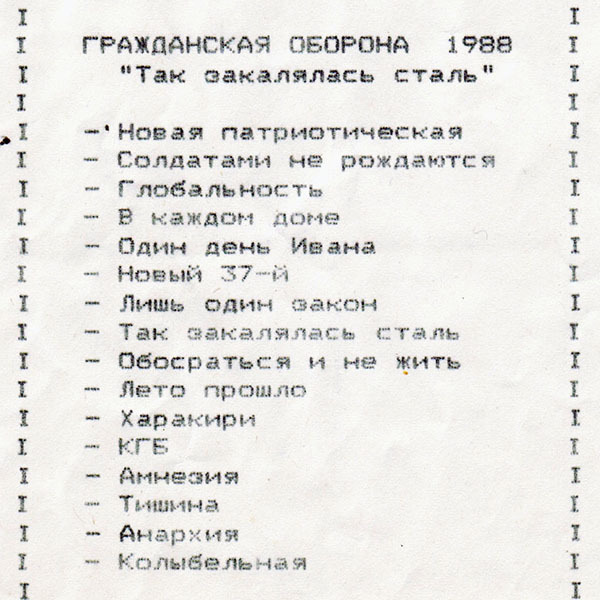 ГРАЖДАНСКАЯ ОБОРОНА 1988
"Так закалялась сталь"
- Новая патриотическая
- Солдатами не рождаются
- Глобальность
- В каждом доме
- Один день Ивана
- Новый 37-й
- Лишь один закон
- Так закалялась сталь
- Обосраться и не жить
- Лето прошло
- Харакири
- КГБ
- Амнезия
- Тишина
- Анархия
- Колыбельная